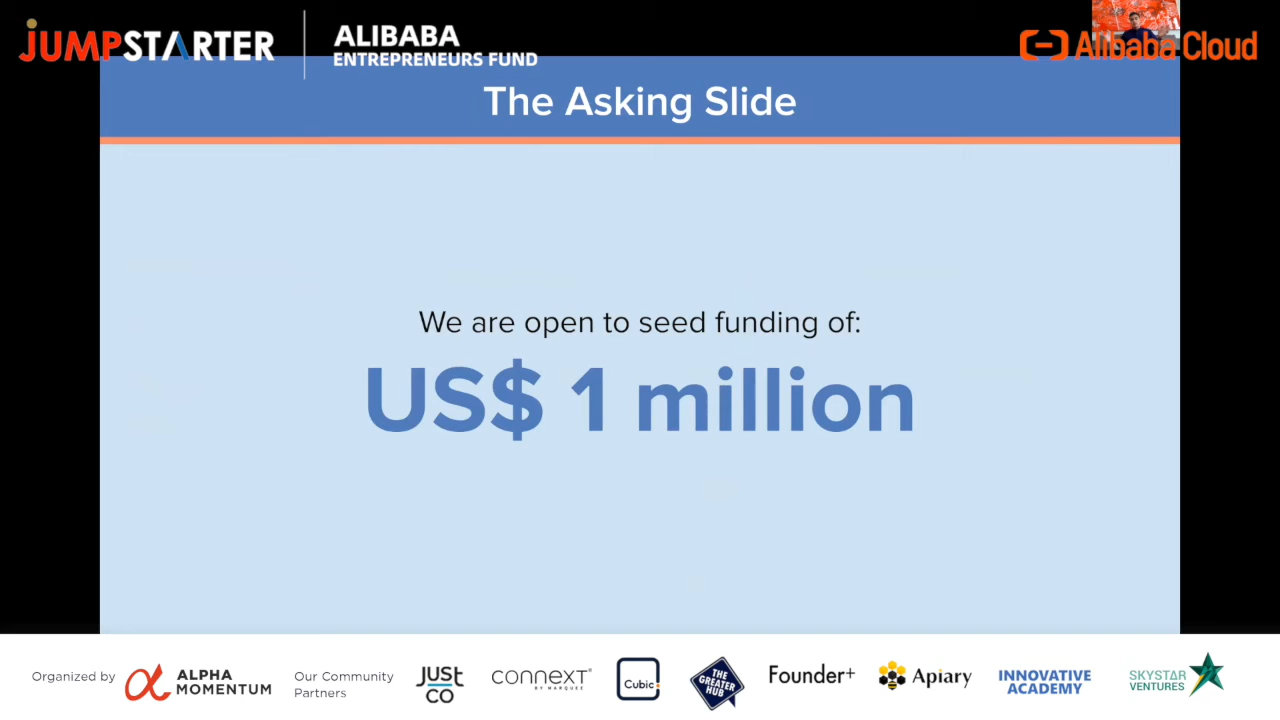 JUMPSTARTER
ALIBABA
ENTREPRENEURS FUND
Alibaba Cloud
The Asking Slide
We are open to seed funding of:
US$ 1 million
Organized by
ALPHA
MOMENTUM
Our Community
Partners
JUSt
CO
CONNEXT®
BY MARQUEE
Cubic
THE
GREATER
HUB
Founder+
Apiary
INNOVATIVE
ACADEMY
SKYSTAR
VENTURES